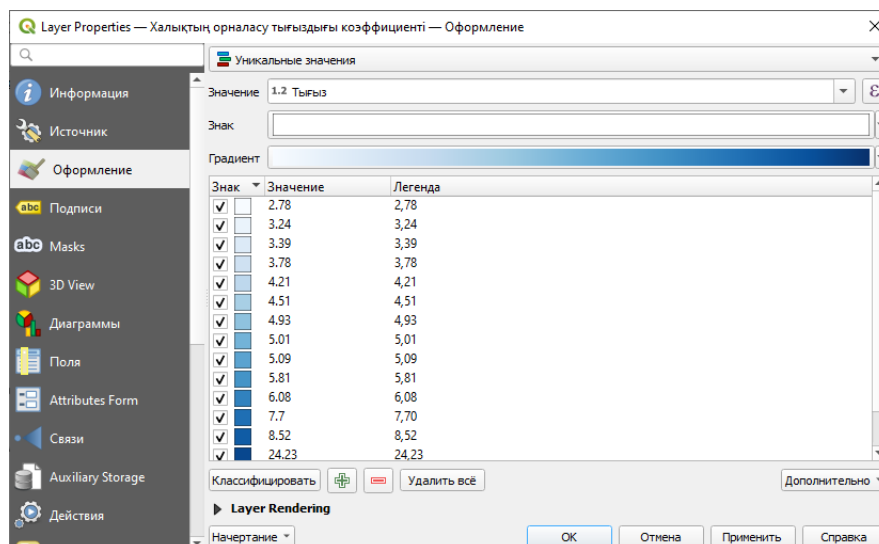 Layer Properties — Халықтың орналасу тығыздығы коэффициенті — Оформление
Уникальные значения
Информация
Источник
Оформление
abc Подписи
abc Masks
3D View
Диаграммы
Поля
Attributes Form
Связи
Auxiliary Storage
Действия
Значение 1.2 Тығыз ε
Знак
Градиент
Знак Значение Легенда
2.78 2,78
3.24 3,24
3.39 3,39
3.78 3,78
4.21 4,21
4.51 4,51
4.93 4,93
5.01 5,01
5.09 5,09
5.81 5,81
6.08 6,08
7.7 7,70
8.52 8,52
24.23 24,23
Классифицировать Удалить всё Дополнительно
Layer Rendering
Начертание OK Отмена Применить Справка